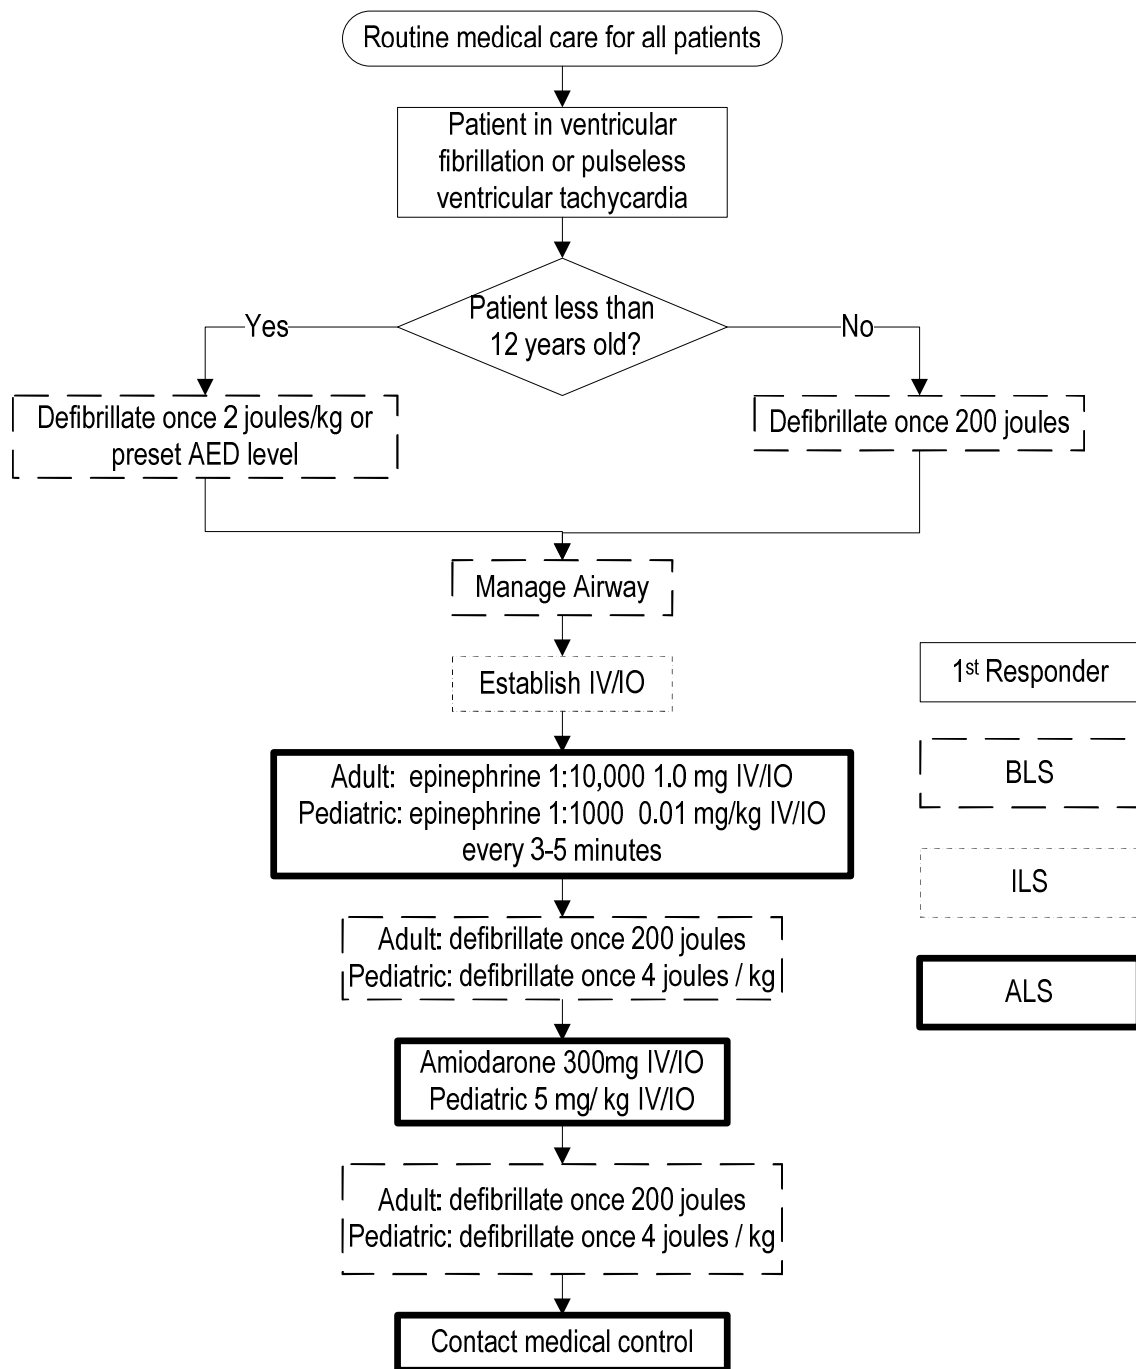 Routine medical care for all patients
Patient in ventricular
fibrillation or pulseless
ventricular tachycardia
Patient less than
12 years old?
Yes
No
Defibrillate once 2 joules/kg or
preset AED level
Defibrillate once 200 joules
Manage Airway
Establish IV/IO
Adult:  epinephrine 1:10,000 1.0 mg IV/IO
Pediatric: epinephrine 1:1000  0.01 mg/kg IV/IO
every 3-5 minutes
Adult: defibrillate once 200 joules
Pediatric: defibrillate once 4 joules / kg
Amiodarone 300mg IV/IO
Pediatric 5 mg/ kg IV/IO
Adult: defibrillate once 200 joules
Pediatric: defibrillate once 4 joules / kg
Contact medical control
1st Responder
BLS
ILS
ALS